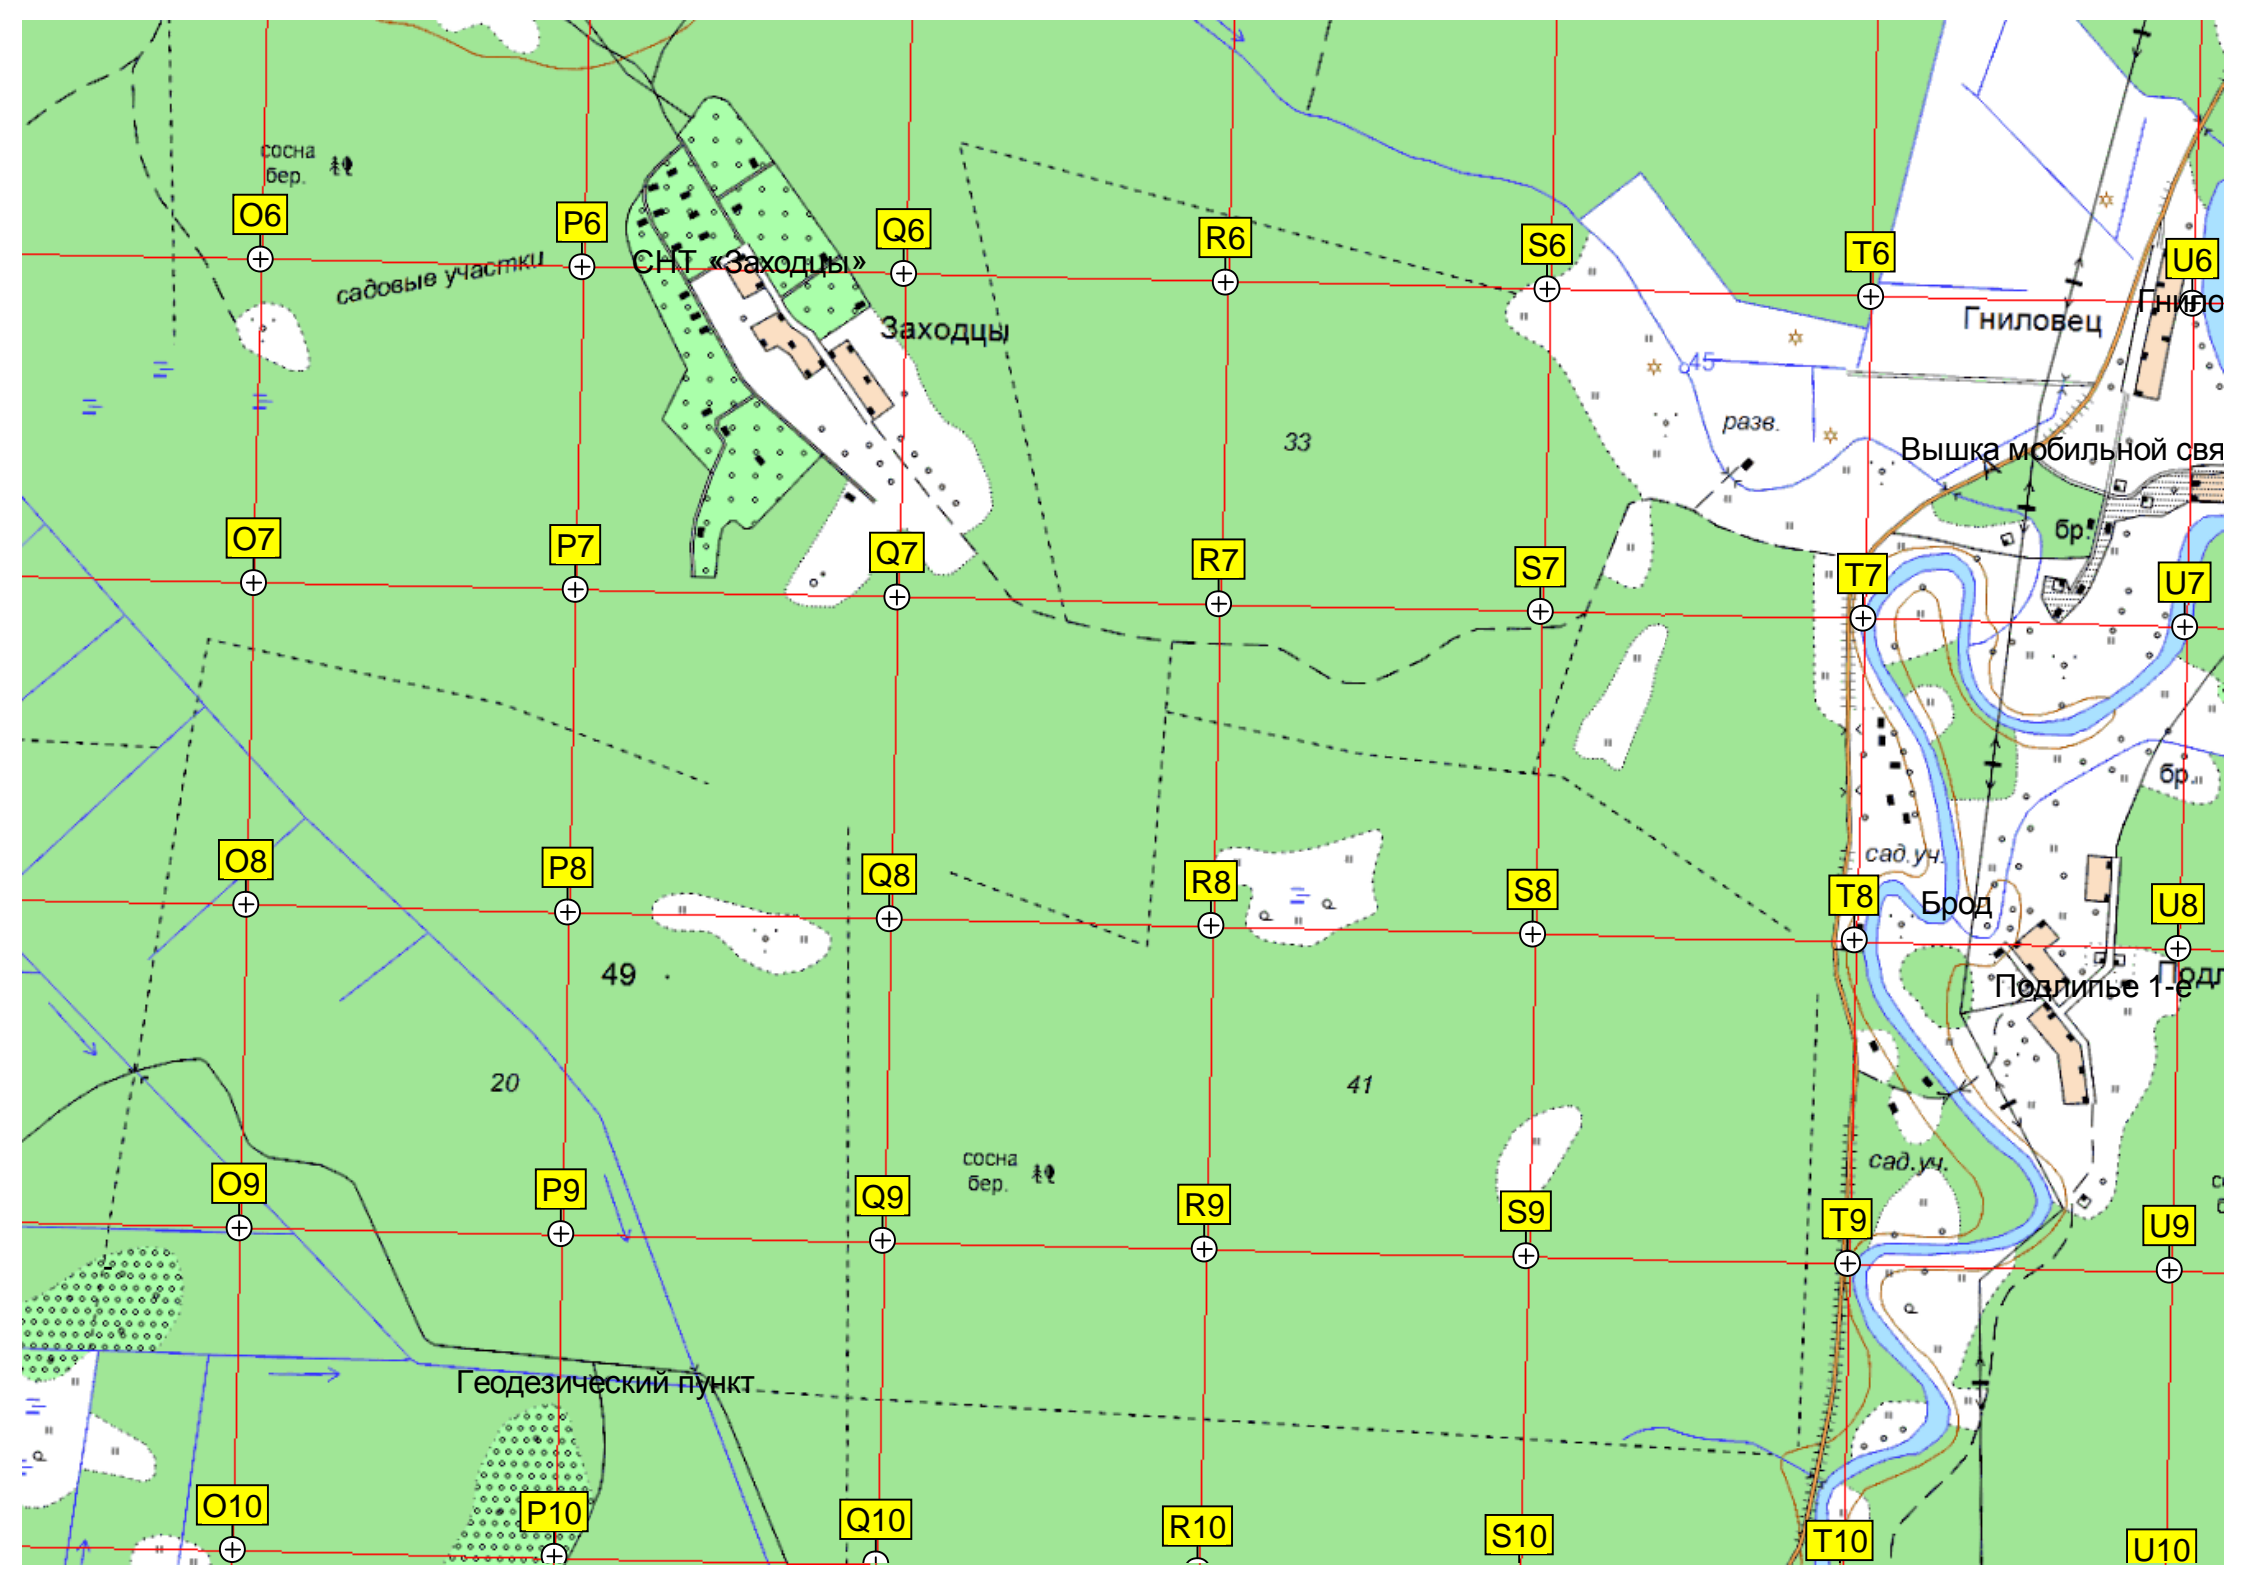 сосна
бер.
O6
P6
Q6
R6
S6
T6
U6
садовые участки
СНТ «Заходцы»
Заходцы
Гниловец
Гнило
45
разв.
33
Вышка мобильной свя
бр.
O7
P7
Q7
R7
S7
T7
U7
бр.
сад.уч.
O8
P8
Q8
R8
S8
T8
U8
Брод
49
Подлипье 1-е
Подл
20
41
сосна
бер.
сад.уч.
O9
P9
Q9
R9
S9
T9
U9
Геодезический пункт
O10
P10
Q10
R10
S10
T10
U10